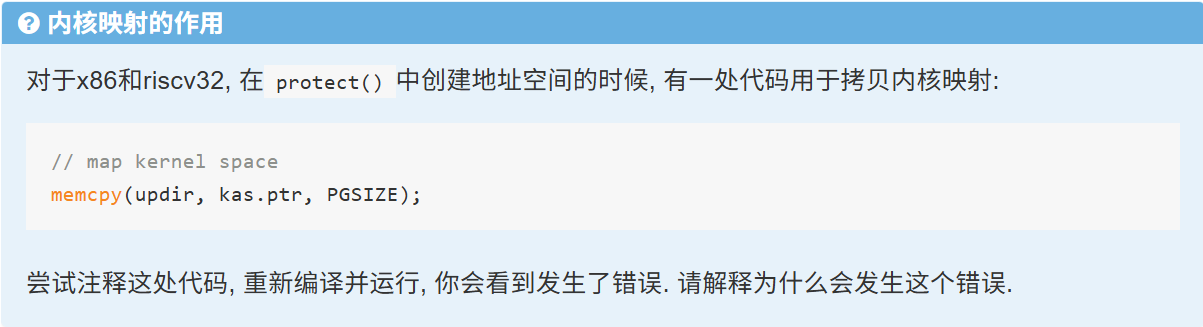 内核映射的作用
对于x86和riscv32, 在 protect() 中创建地址空间的时候, 有一处代码用于拷贝内核映射:
// map kernel space
memcpy(updir, kas.ptr, PGSIZE);
尝试注释这处代码, 重新编译并运行, 你会看到发生了错误. 请解释为什么会发生这个错误.